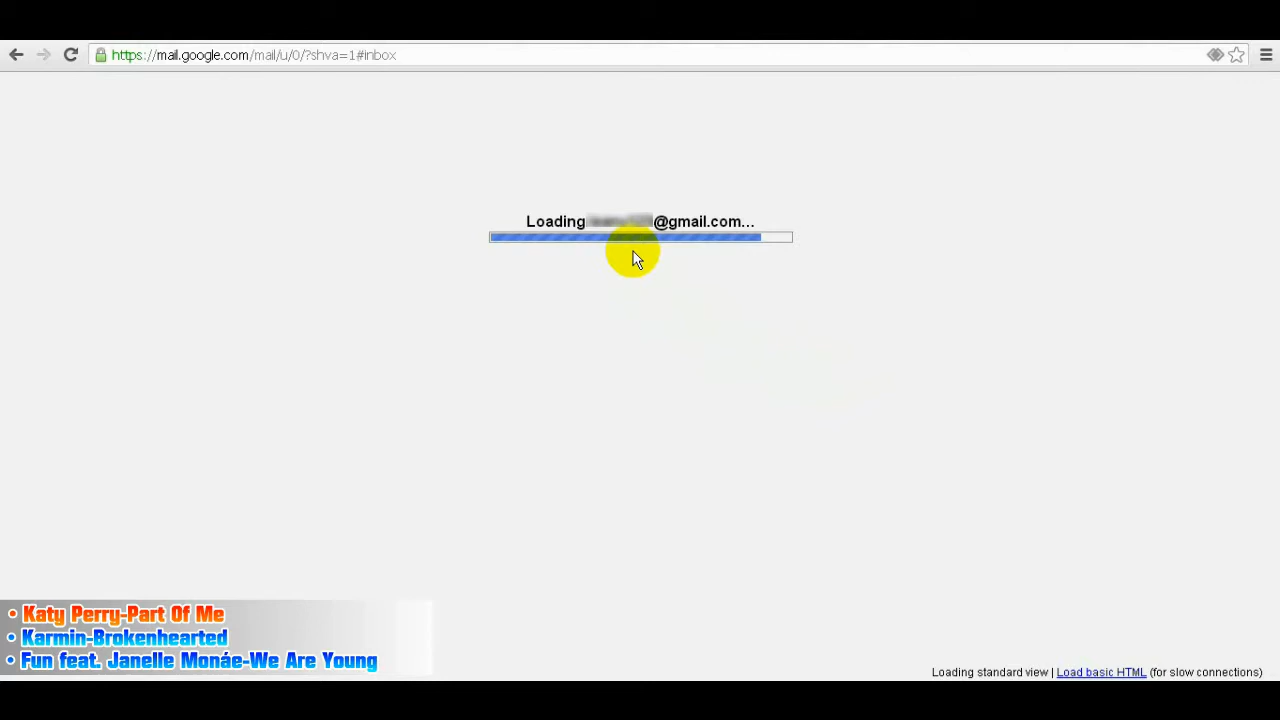 https://mail.google.com/mail/u/0/?shva=1#inbox
Loading @gmail.com...
• Katy Perry-Part Of Me
• Karmin-Brokenhearted
• Fun feat. Janelle Monáe-We Are Young
Loading standard view | Load basic HTML (for slow connections)